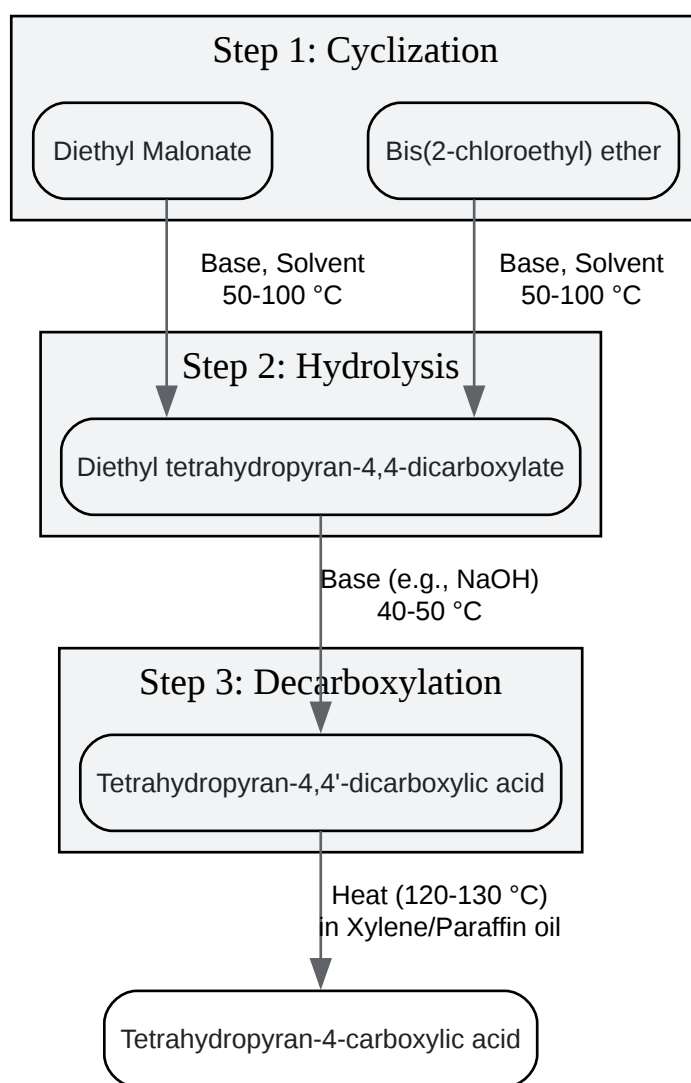 Step 1: Cyclization
Diethyl Malonate
Bis(2-chloroethyl) ether
Base, Solvent
50-100 °C
Base, Solvent
50-100 °C
Step 2: Hydrolysis
Diethyl tetrahydropyran-4,4-dicarboxylate
Base (e.g., NaOH)
40-50 °C
Step 3: Decarboxylation
Tetrahydropyran-4,4'-dicarboxylic acid
Heat (120-130 °C)
in Xylene/Paraffin oil
Tetrahydropyran-4-carboxylic acid